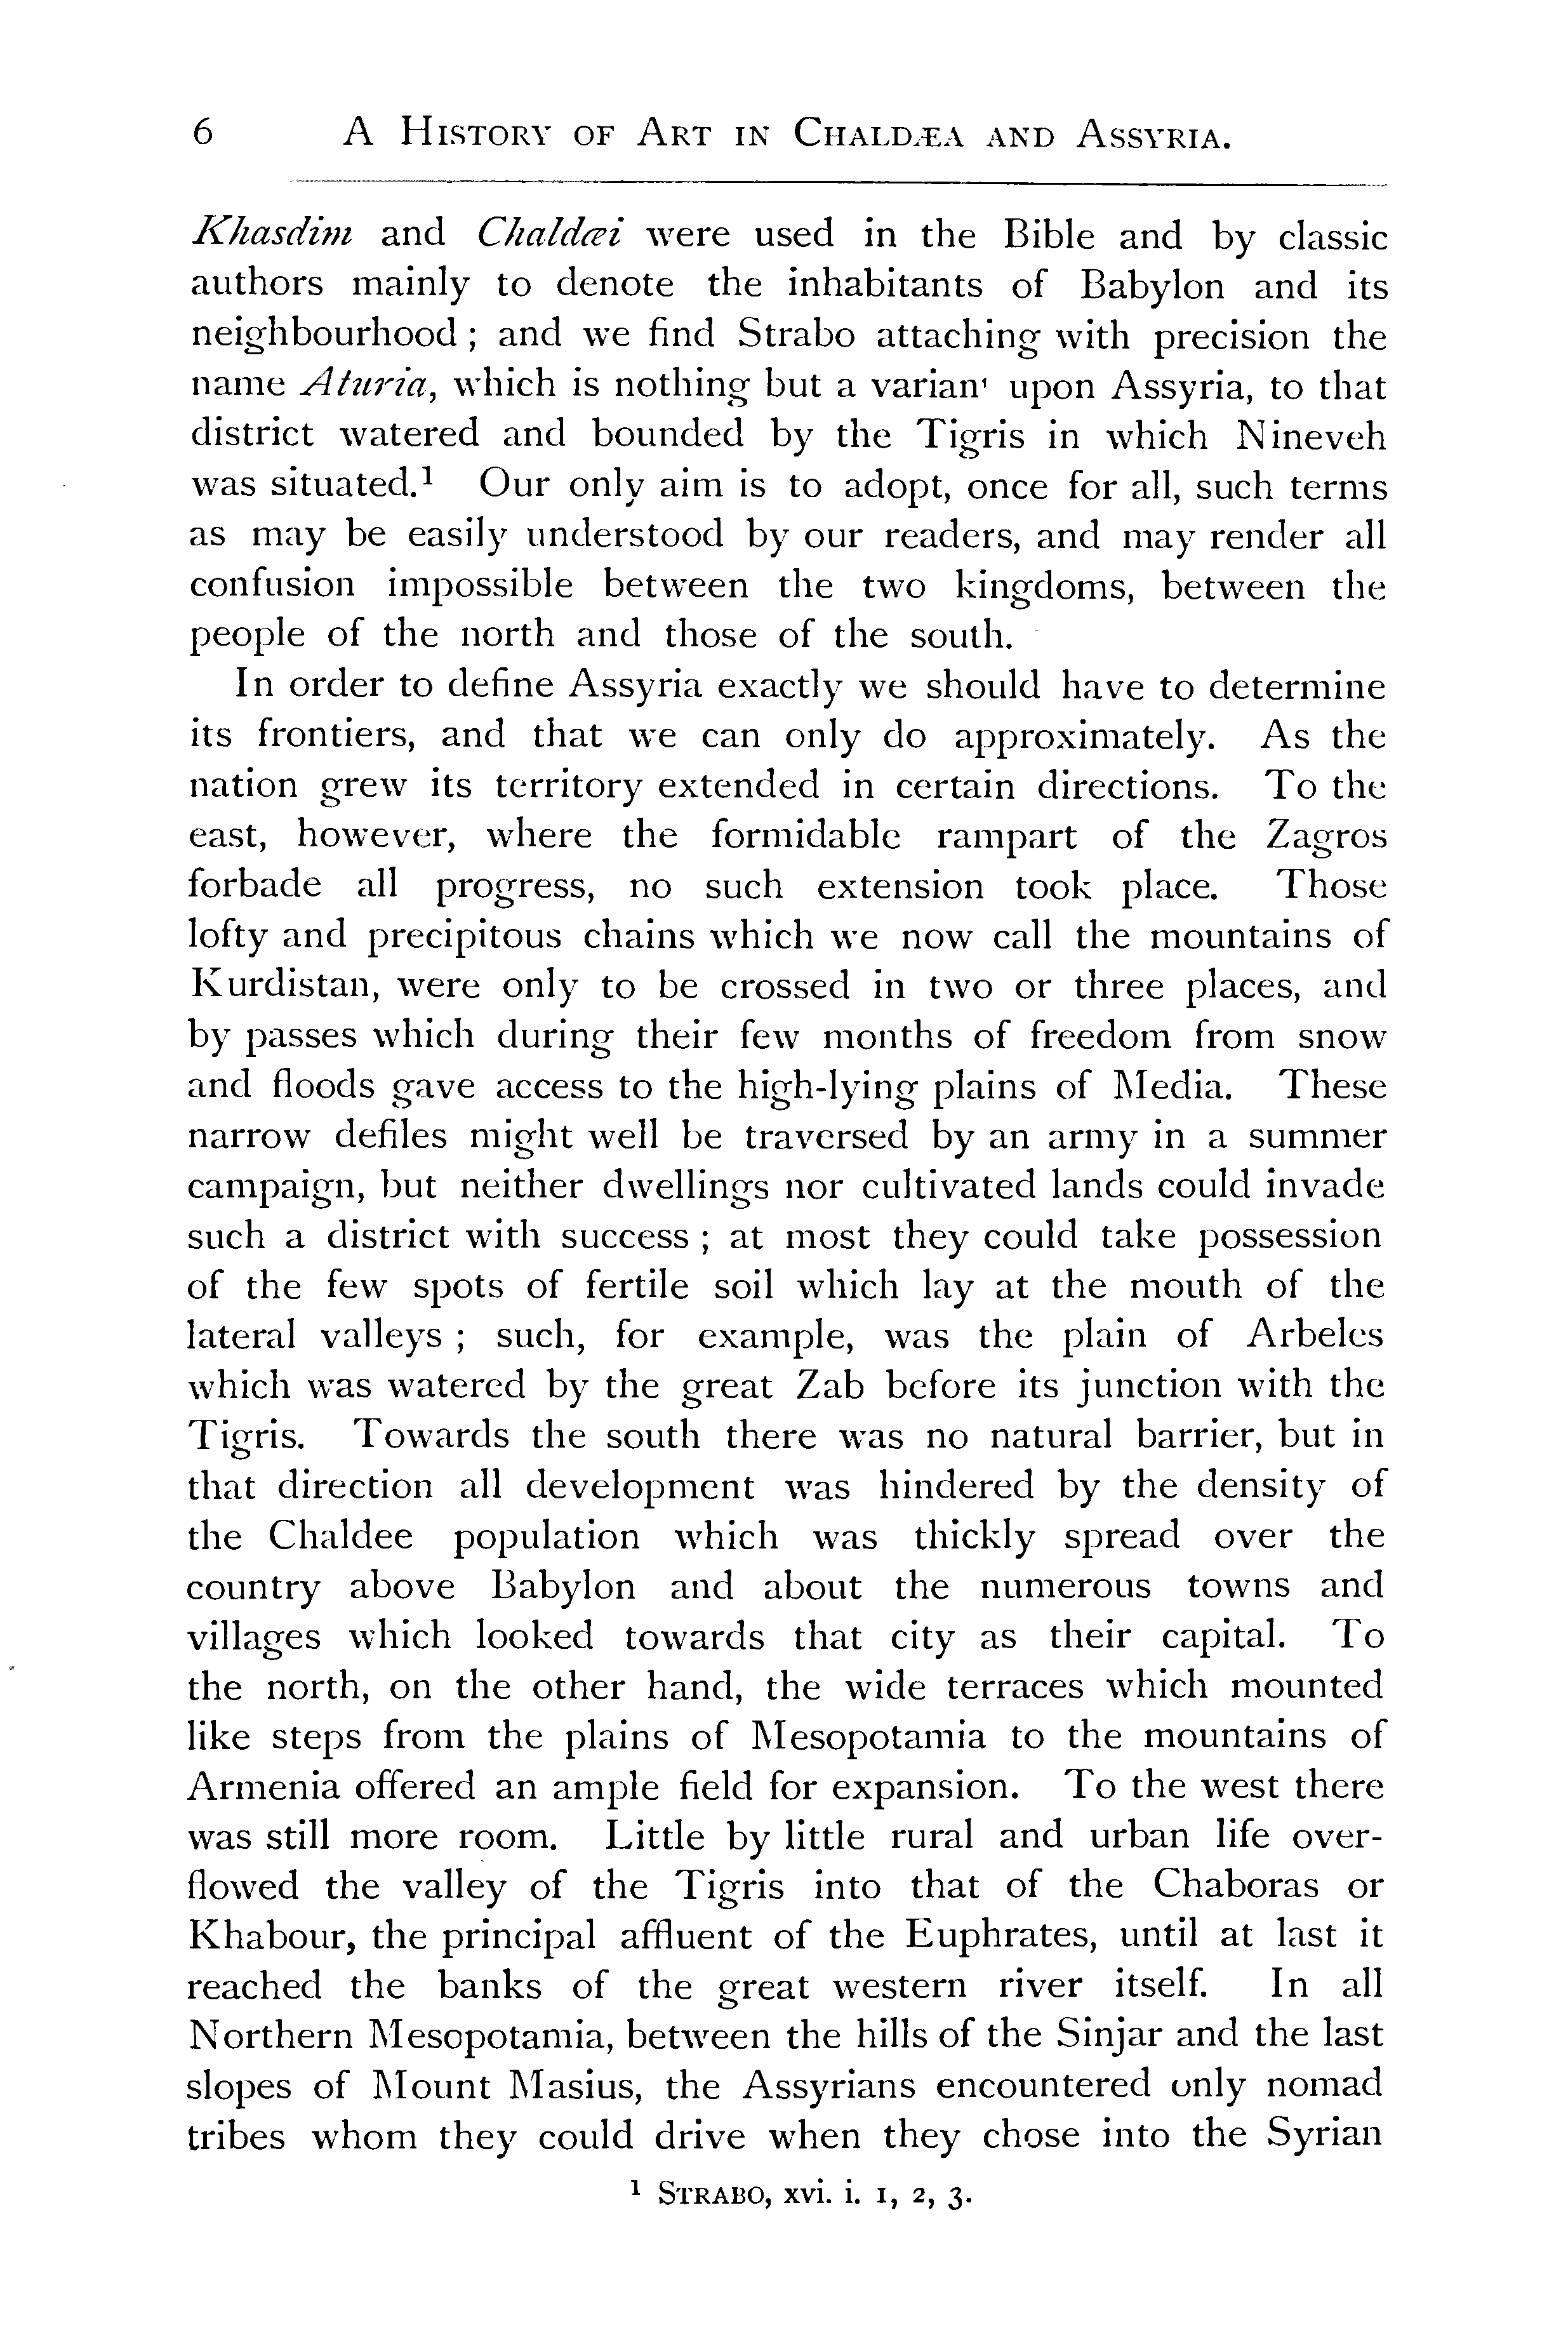 6 A History of Art in Chaldæa and Assyria.
Khasdim and Chaldæi were used in the Bible and by classic
authors mainly to denote the inhabitants of Babylon and its
neighbourhood ; and we find Strabo attaching with precision the
name Aturia, which is nothing but a varian' upon Assyria, to that
district watered and bounded by the Tigris in which Nineveh
was situated.¹ Our only aim is to adopt, once for all, such terms
as may be easily understood by our readers, and may render all
confusion impossible between the two kingdoms, between the
people of the north and those of the south.
In order to define Assyria exactly we should have to determine
its frontiers, and that we can only do approximately. As the
nation grew its territory extended in certain directions. To the
east, however, where the formidable rampart of the Zagros
forbade all progress, no such extension took place. Those
lofty and precipitous chains which we now call the mountains of
Kurdistan, were only to be crossed in two or three places, and
by passes which during their few months of freedom from snow
and floods gave access to the high-lying plains of Media. These
narrow defiles might well be traversed by an army in a summer
campaign, but neither dwellings nor cultivated lands could invade
such a district with success ; at most they could take possession
of the few spots of fertile soil which lay at the mouth of the
lateral valleys ; such, for example, was the plain of Arbeles
which was watered by the great Zab before its junction with the
Tigris. Towards the south there was no natural barrier, but in
that direction all development was hindered by the density of
the Chaldee population which was thickly spread over the
country above Babylon and about the numerous towns and
villages which looked towards that city as their capital. To
the north, on the other hand, the wide terraces which mounted
like steps from the plains of Mesopotamia to the mountains of
Armenia offered an ample field for expansion. To the west there
was still more room. Little by little rural and urban life over-
flowed the valley of the Tigris into that of the Chaboras or
Khabour, the principal affluent of the Euphrates, until at last it
reached the banks of the great western river itself. In all
Northern Mesopotamia, between the hills of the Sinjar and the last
slopes of Mount Masius, the Assyrians encountered only nomad
tribes whom they could drive when they chose into the Syrian
¹ Strabo, xvi. i. 1, 2, 3.